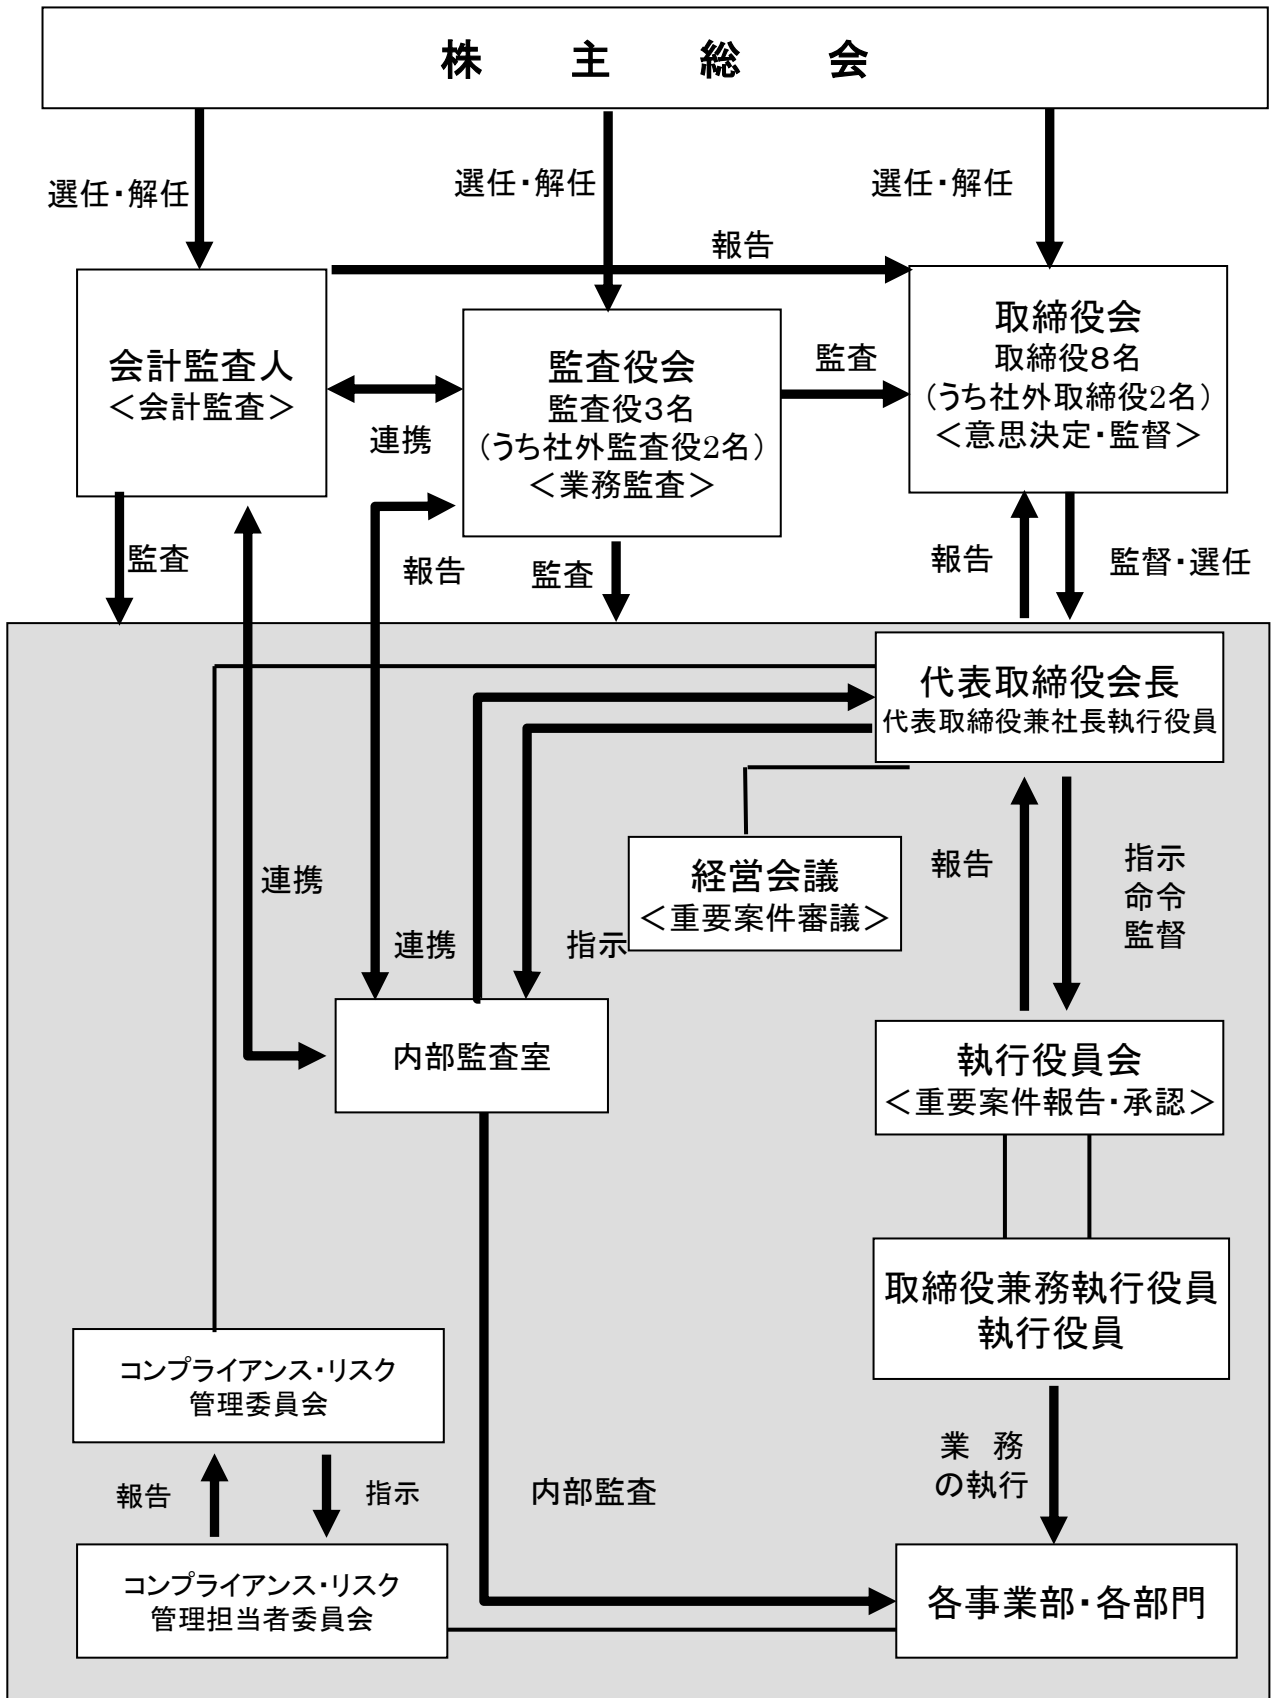 株主総会
選任・解任
選任・解任
選任・解任
報告
会計監査人
＜会計監査＞
連携
監査役会
監査役３名
(うち社外監査役2名)
＜業務監査＞
監査
取締役会
取締役８名
(うち社外取締役2名)
＜意思決定・監督＞
監査
報告
監査
報告
監督・選任
代表取締役会長
代表取締役兼社長執行役員
経営会議
＜重要案件審議＞
報告
指示
命令
監督
連携
連携
指示
内部監査室
執行役員会
＜重要案件報告・承認＞
取締役兼務執行役員
執行役員
コンプライアンス・リスク
管理委員会
報告
指示
内部監査
業務
の執行
コンプライアンス・リスク
管理担当者委員会
各事業部・各部門